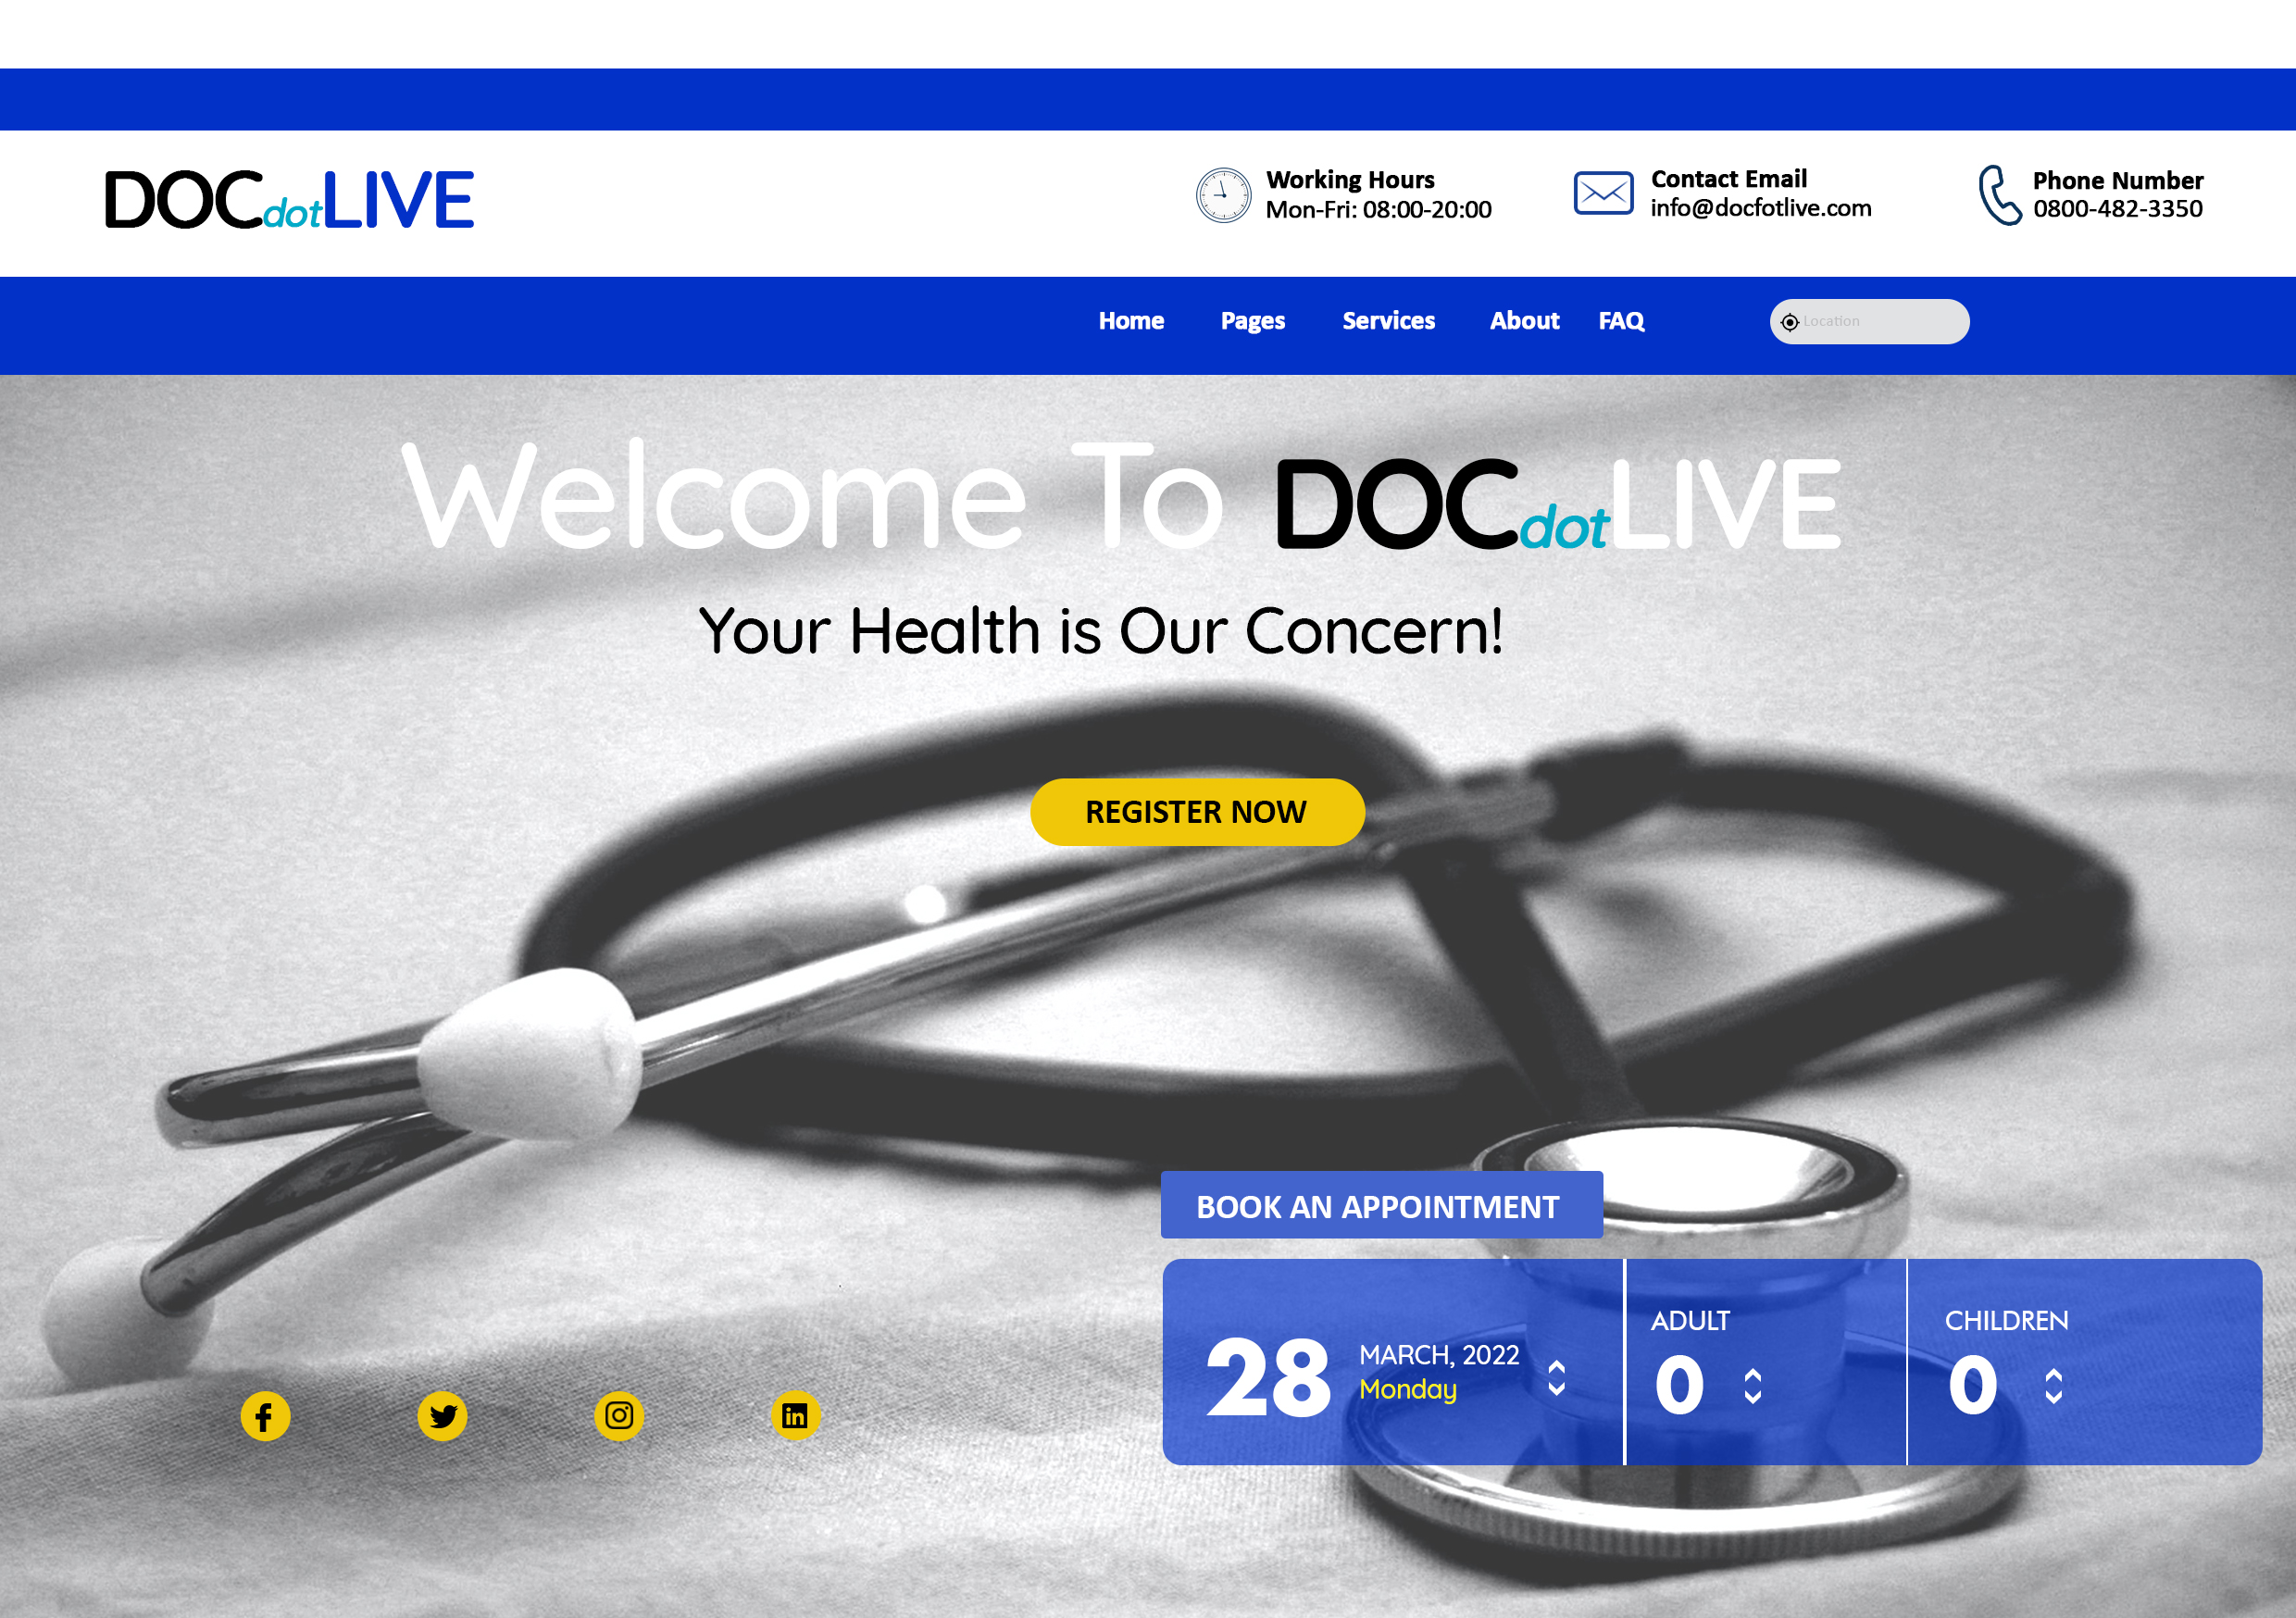 DOCdotLIVE
Working Hours
Mon-Fri: 08:00-20:00
Contact Email
info@docfotlive.com
Phone Number
0800-482-3350
Home Pages Services About FAQ
Location
Welcome To DOCdotLIVE
Your Health is Our Concern!
REGISTER NOW
BOOK AN APPOINTMENT
28
MARCH, 2022
Monday
ADULT
0
CHILDREN
0